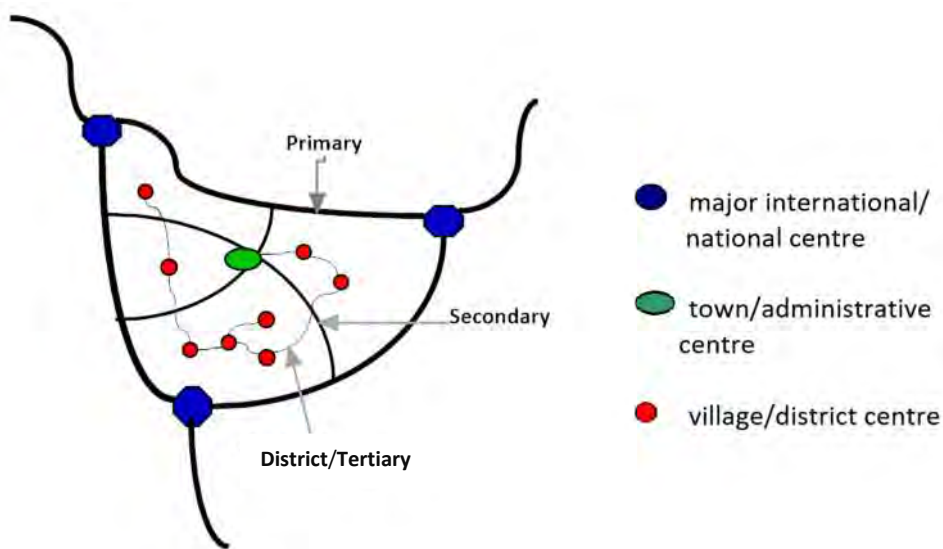 Primary
major international/
national centre
Secondary
town/administrative
centre
village/district centre
District/Tertiary